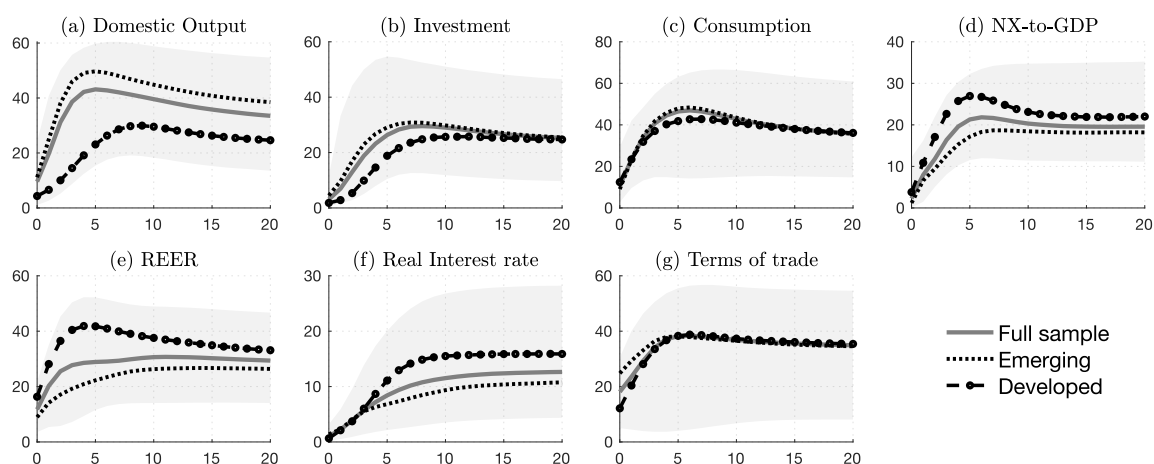 (a) Domestic Output
(b) Investment
(c) Consumption
(d) NX-to-GDP
60
40
20
0
0 5 10 15 20
60
40
20
0
0 5 10 15 20
80
60
40
20
0
0 5 10 15 20
40
30
20
10
0
0 5 10 15 20
(e) REER
(f) Real Interest rate
(g) Terms of trade
60
40
20
0
0 5 10 15 20
30
20
10
0
0 5 10 15 20
60
40
20
0
0 5 10 15 20
Full sample
Emerging
Developed